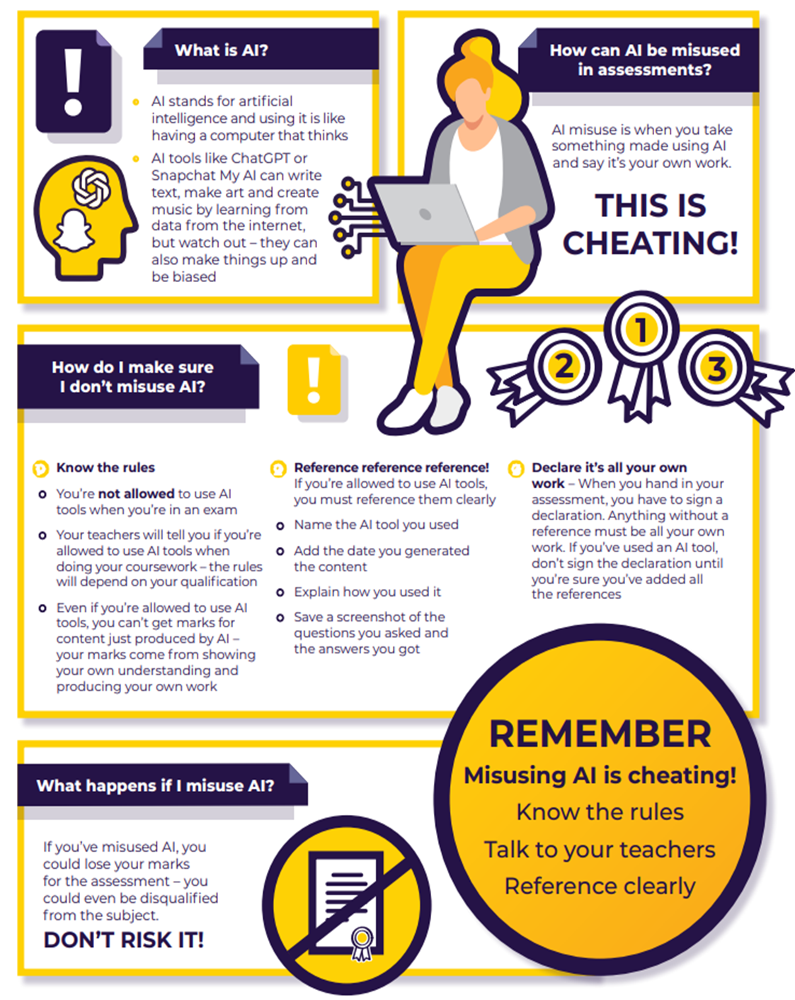 What is AI?
AI stands for artificial
intelligence and using it is like
having a computer that thinks
AI tools like ChatGPT or
Snapchat My AI can write
text, make art and create
music by learning from
data from the internet,
but watch out – they can
also make things up and
be biased
How can AI be misused
in assessments?
AI misuse is when you take
something made using AI
and say it’s your own work.
THIS IS
CHEATING!
How do I make sure
I don’t misuse AI?
2
1
3
Know the rules
You’re not allowed to use AI
tools when you’re in an exam
Your teachers will tell you if you’re
allowed to use AI tools when
doing your coursework – the rules
will depend on your qualification
Even if you’re allowed to use AI
tools, you can’t get marks for
content just produced by AI –
your marks come from showing
your own understanding and
producing your own work
Reference reference reference!
If you’re allowed to use AI tools,
you must reference them clearly
Name the AI tool you used
Add the date you generated
the content
Explain how you used it
Save a screenshot of the
questions you asked and
the answers you got
Declare it’s all your own
work – When you hand in your
assessment, you have to sign a
declaration. Anything without a
reference must be all your own
work. If you’ve used an AI tool,
don’t sign the declaration until
you’re sure you’ve added all
the references
What happens if I misuse AI?
If you’ve misused AI, you
could lose your marks
for the assessment – you
could even be disqualified
from the subject.
DON’T RISK IT!
REMEMBER
Misusing AI is cheating!
Know the rules
Talk to your teachers
Reference clearly